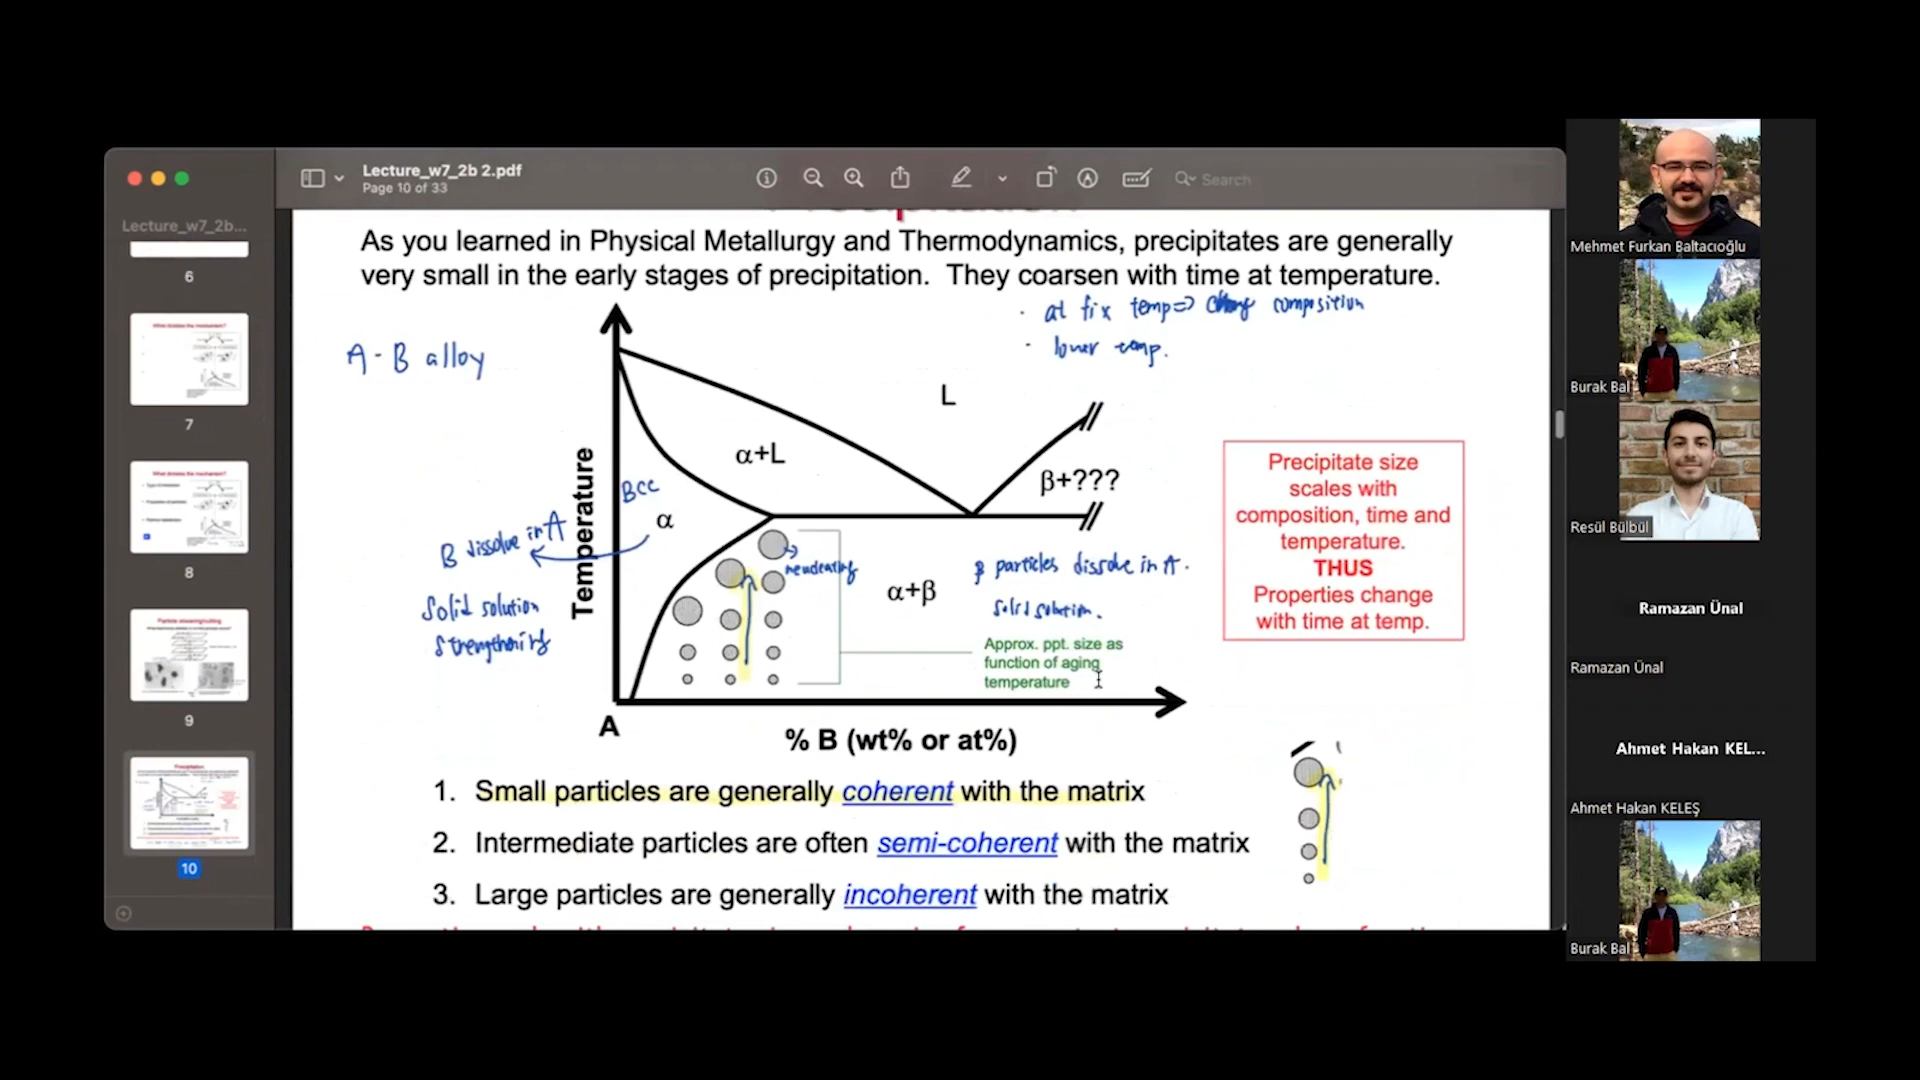 Lecture_w7_2b 2.pdf
Page 10 of 33
Search
Lecture_w7_2b...
6
7
8
9
10
Precipitation
As you learned in Physical Metallurgy and Thermodynamics, precipitates are generally
very small in the early stages of precipitation. They coarsen with time at temperature.
· at fix temp => composition
· lower temp.
A - B alloy
L
α+L
β+???
Temperature
BCC
α
B dissolve in A
Solid solution
Strengthening
α+β
β particles dissolve in A.
solid solution.
Approx. ppt. size as
function of aging
temperature
A
% B (wt% or at%)
Precipitate size
scales with
composition, time and
temperature.
THUS
Properties change
with time at temp.
1. Small particles are generally coherent with the matrix
2. Intermediate particles are often semi-coherent with the matrix
3. Large particles are generally incoherent with the matrix
Mehmet Furkan Baltacıoğlu
Burak Bal
Resül Bülbül
Ramazan Ünal
Ramazan Ünal
Ahmet Hakan KEL...
Ahmet Hakan KELEŞ
Burak Bal